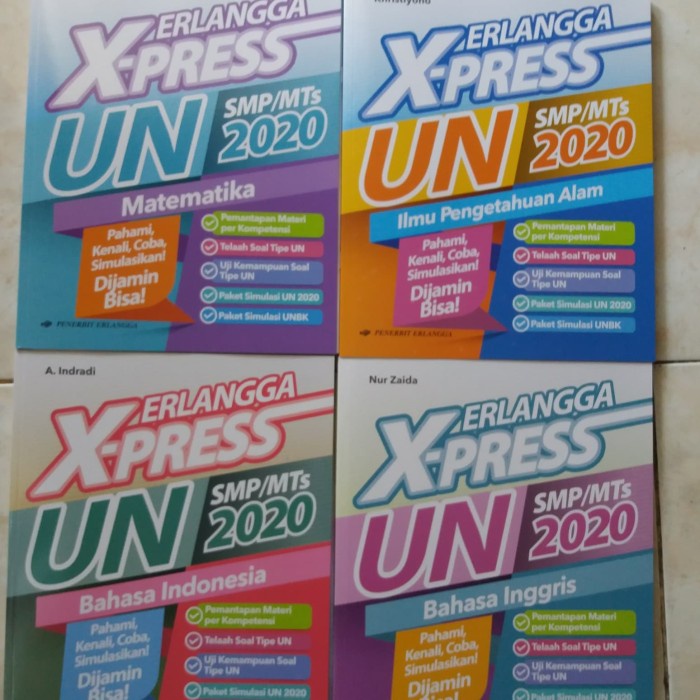 ERLANGGA
X-PRESS
UN
SMP/MTs
2020
Matematika
Pahami,
Kenali, Coba,
Simulasikan!
Dijamin
Bisa!
Pemantapan Materi
per Kompetensi
Telaah Soal Tipe UN
Uji Kemampuan Soal
Tipe UN
Paket Simulasi UN 2020
Paket Simulasi UNBK
PENERBIT ERLANGGA
ERLANGGA
X-PRESS
UN
SMP/MTs
2020
Ilmu Pengetahuan Alam
Pahami,
Kenali, Coba,
Simulasikan!
Dijamin
Bisa!
Pemantapan Materi
per Kompetensi
Telaah Soal Tipe UN
Uji Kemampuan Soal
Tipe UN
Paket Simulasi UN 2020
Paket Simulasi UNBK
PENERBIT ERLANGGA
A. Indradi
ERLANGGA
X-PRESS
UN
SMP/MTs
2020
Bahasa Indonesia
Pahami,
Kenali, Coba,
Simulasikan!
Dijamin
Bisa!
Pemantapan Materi
per Kompetensi
Telaah Soal Tipe UN
Uji Kemampuan Soal
Tipe UN
Paket Simulasi UN 2020
Nur Zaida
ERLANGGA
X-PRESS
UN
SMP/MTs
2020
Bahasa Inggris
Pahami,
Kenali, Coba,
Simulasikan!
Dijamin
Pemantapan Materi
per Kompetensi
Telaah Soal Tipe UN
Uji Kemampuan Soal
Tipe UN
Paket Simulasi UN 2020